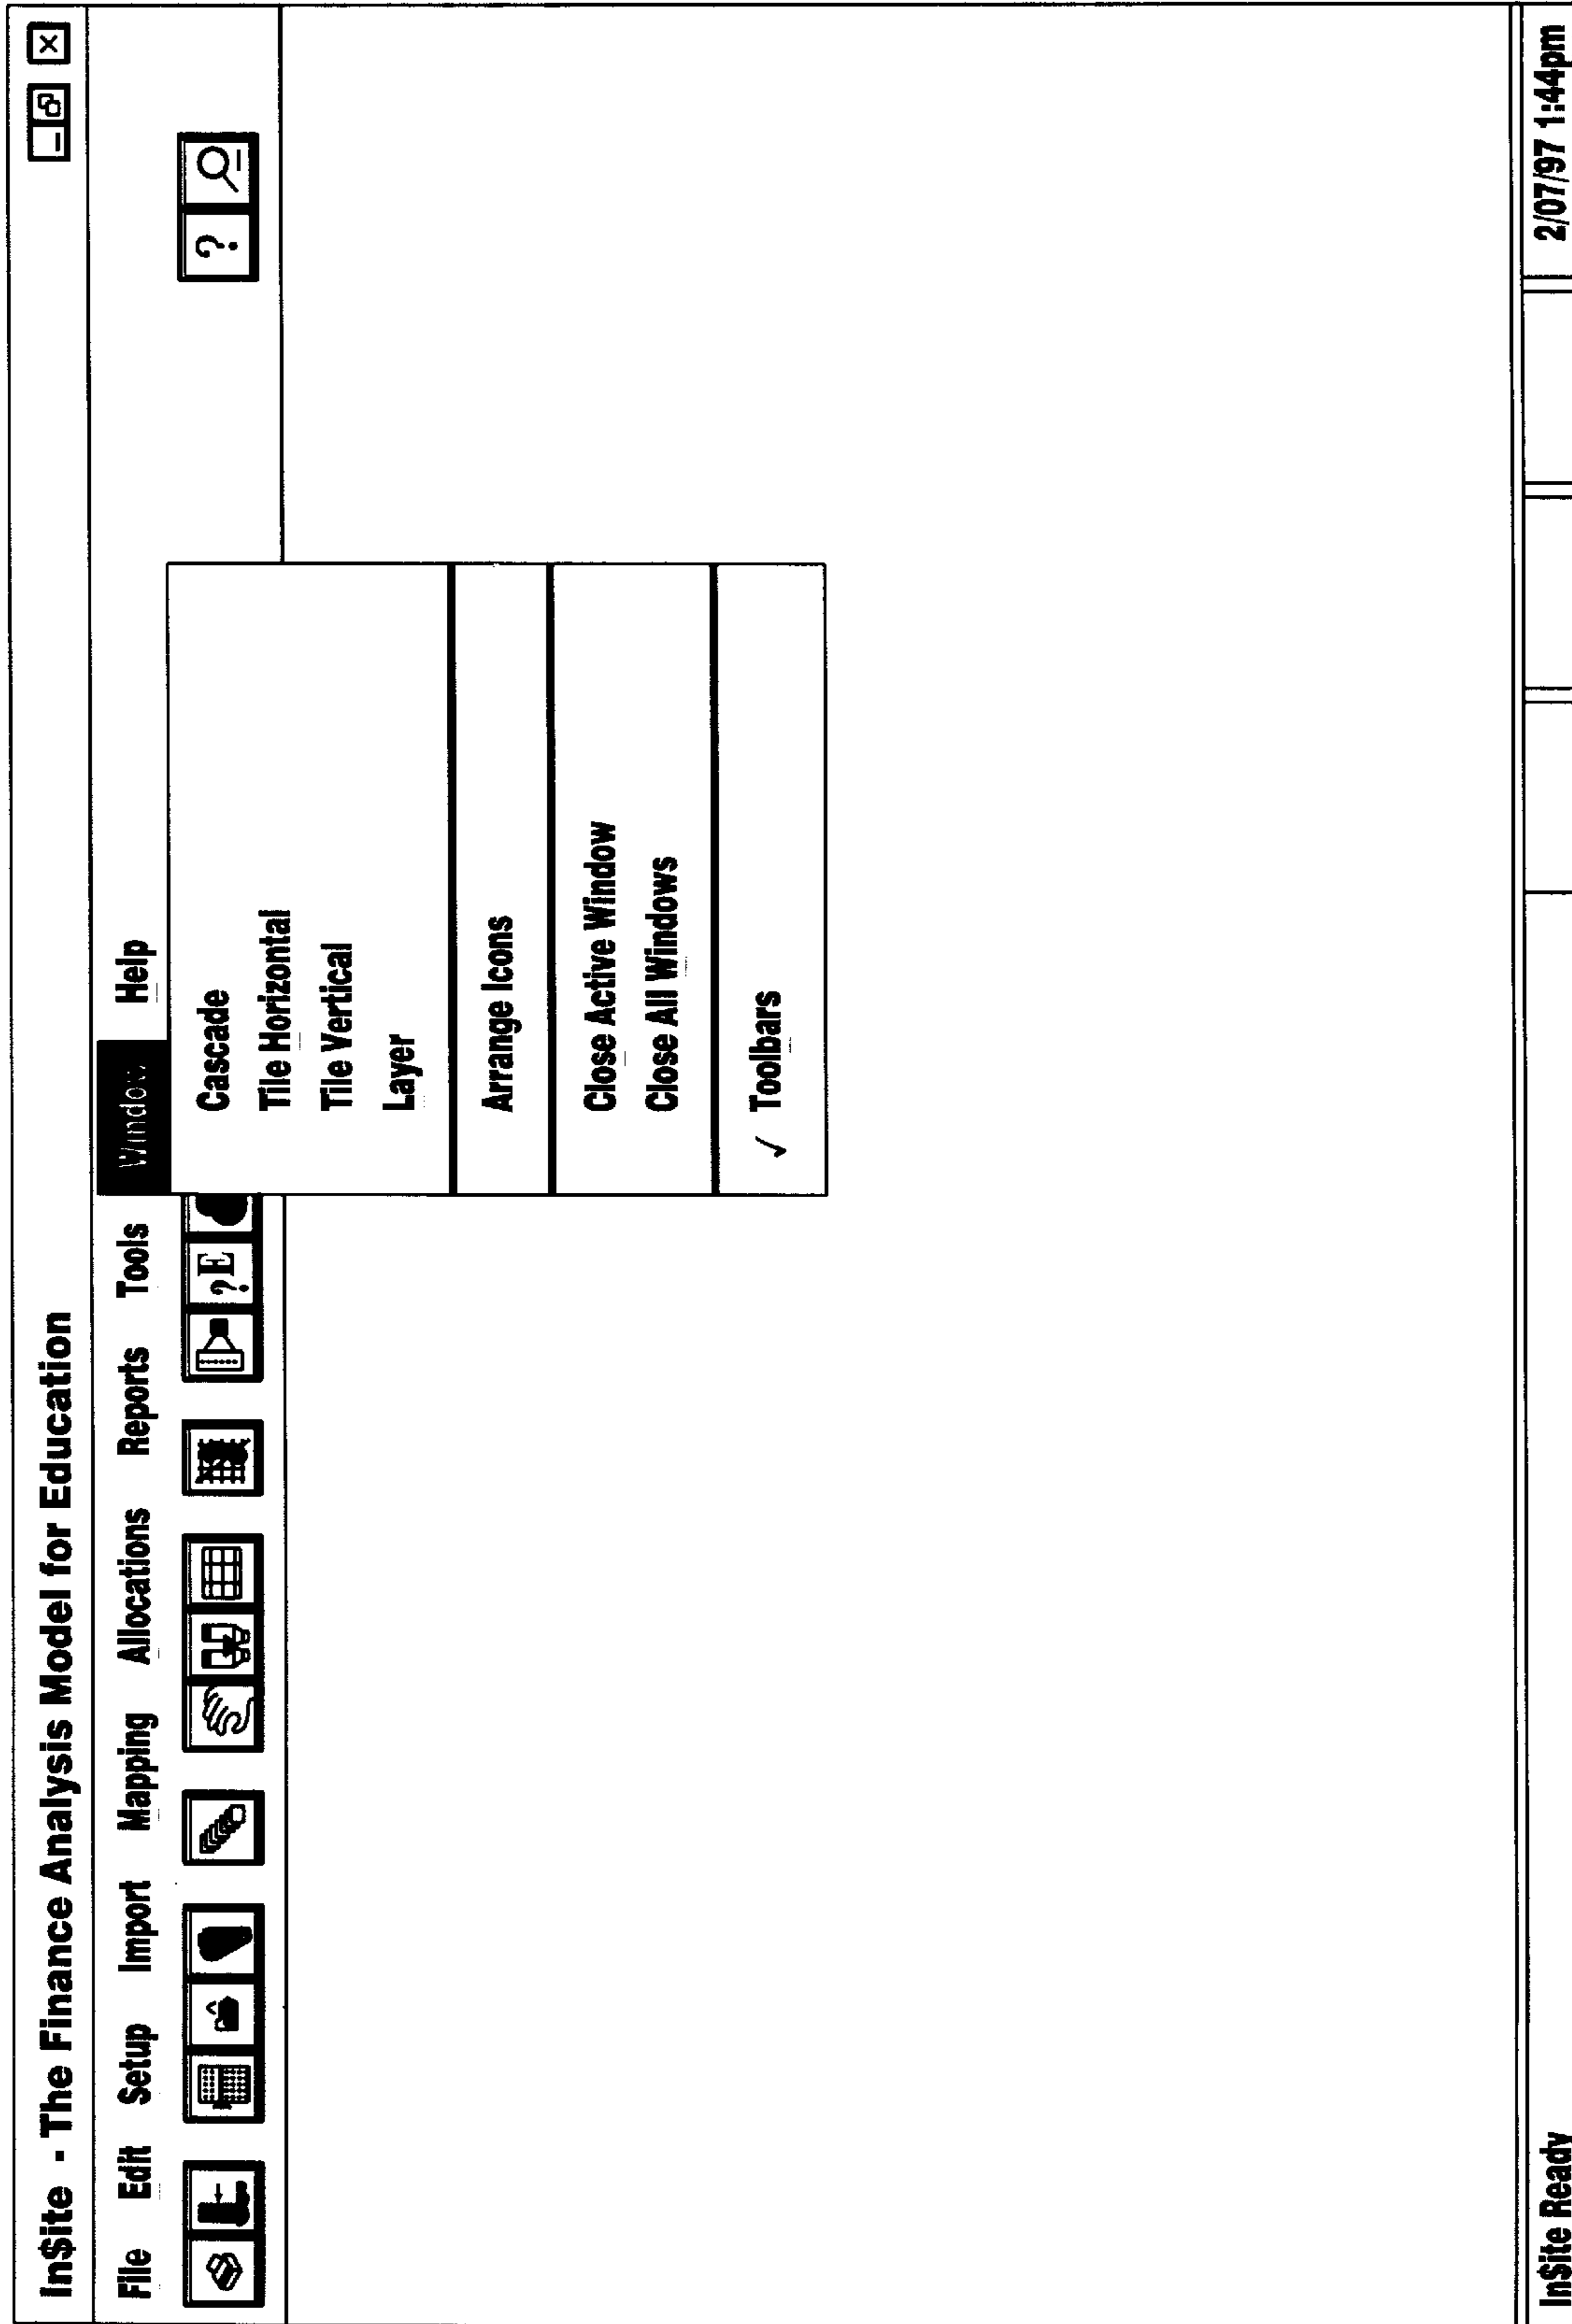 In$ite - The Finance Analysis Model for Education
File Edit Setup Import Mapping Allocations Reports Tools Window Help
?E
?
Cascade
Tile Horizontal
Tile Vertical
Layer
Arrange Icons
Close Active Window
Close All Windows
✓ Toolbars
In$ite Ready 2/07/97 1:44pm